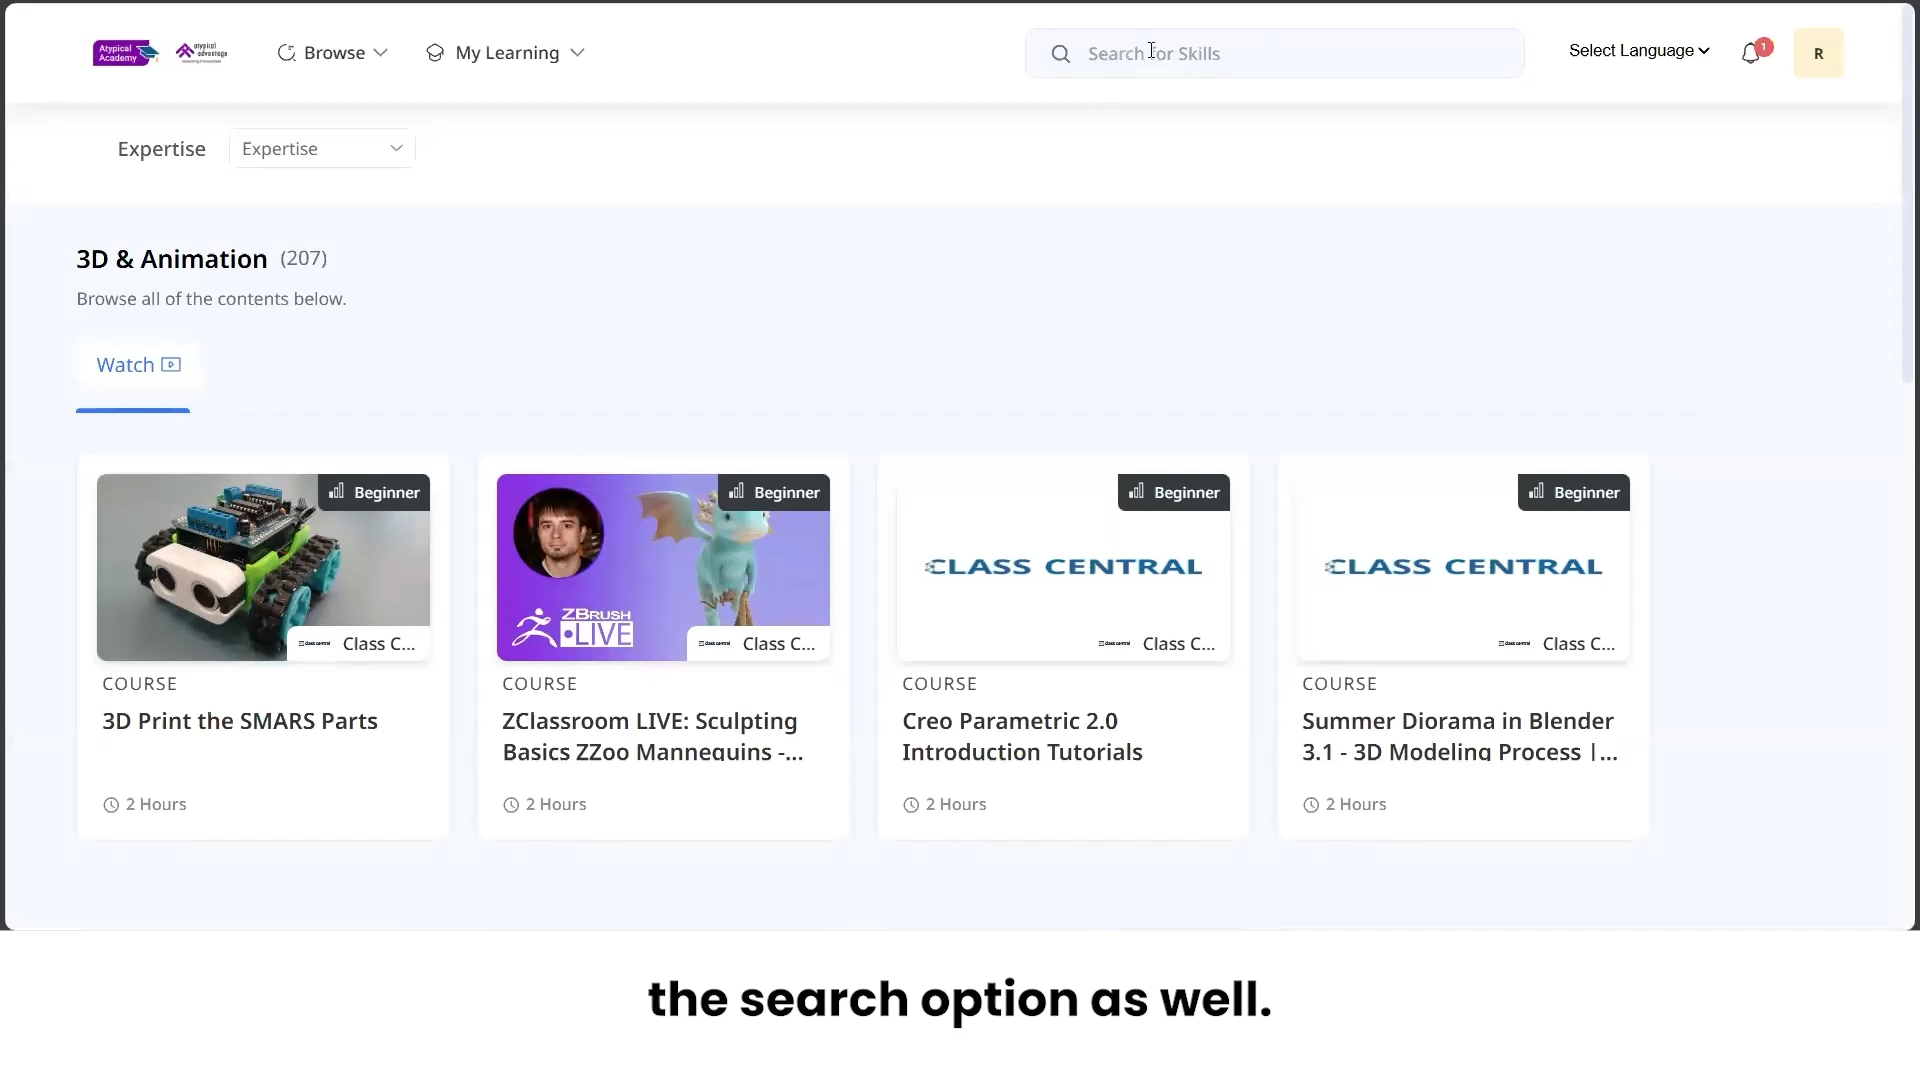 Atypical
Academy
atypical
advantage
Browse
My Learning
Search for Skills
Select Language
1
R
Expertise
Expertise
3D & Animation (207)
Browse all of the contents below.
Watch
Beginner
Beginner
Beginner
Beginner
ZBRUSH
LIVE
CLASS CENTRAL
CLASS CENTRAL
Class C...
Class C...
Class C...
Class C...
COURSE
COURSE
COURSE
COURSE
3D Print the SMARS Parts
ZClassroom LIVE: Sculpting
Basics ZZoo Mannequins -...
Creo Parametric 2.0
Introduction Tutorials
Summer Diorama in Blender
3.1 - 3D Modeling Process |...
2 Hours
2 Hours
2 Hours
2 Hours
the search option as well.